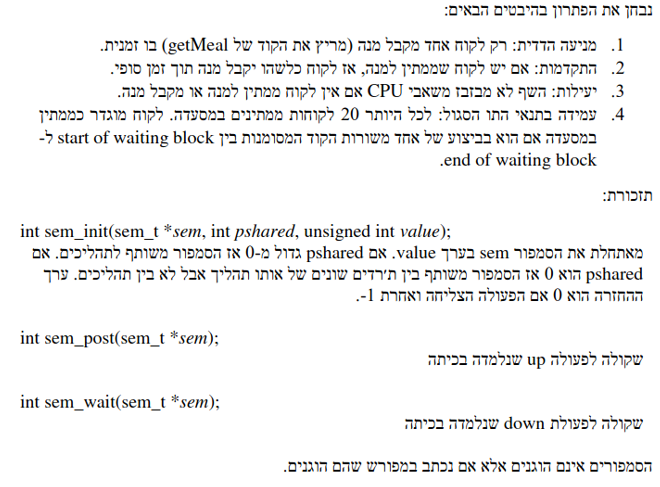 נבחן את הפתרון בהיבטים הבאים:
1. מניעה הדדית: רק לקוח אחד מקבל מנה (מריץ את הקוד של getMeal) בו זמנית.
2. התקדמות: אם יש לקוח שממתין למנה, אז לקוח כלשהו יקבל מנה תוך זמן סופי.
3. יעילות: השף לא מבזבז משאבי CPU אם אין לקוח ממתין למנה או מקבל מנה.
4. עמידה בתנאי התו הסגול: לכל היותר 20 לקוחות ממתינים במסעדה. לקוח מוגדר כממתין
במסעדה אם הוא בביצוע של אחד משורות הקוד המסומנות בין start of waiting block ל-
end of waiting block.
תזכורת:
int sem_init(sem_t *sem, int pshared, unsigned int value);
מאתחלת את הסמפור sem בערך value. אם pshared גדול מ-0 אז הסמפור משותף לתהליכים. אם
pshared הוא 0 אז הסמפור משותף בין ת׳רדים שונים של אותו תהליך אבל לא בין תהליכים. ערך
ההחזרה הוא 0 אם הפעולה הצליחה ואחרת 1-.
int sem_post(sem_t *sem);
שקולה לפעולה up שנלמדה בכיתה
int sem_wait(sem_t *sem);
שקולה לפעולת down שנלמדה בכיתה
הסמפורים אינם הוגנים אלא אם נכתב במפורש שהם הוגנים.